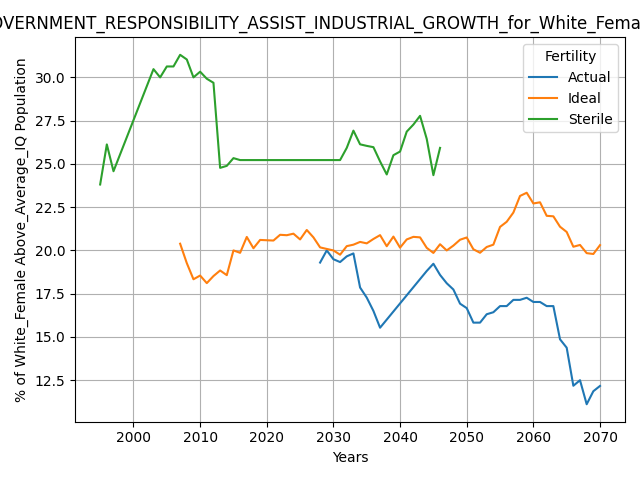 OVERNMENT_RESPONSIBILITY_ASSIST_INDUSTRIAL_GROWTH_for_White_Fema
% of White_Female Above_Average_IQ Population
30.0
27.5
25.0
22.5
20.0
17.5
15.0
12.5
Fertility
Actual
Ideal
Sterile
2000 2010 2020 2030 2040 2050 2060 2070
Years